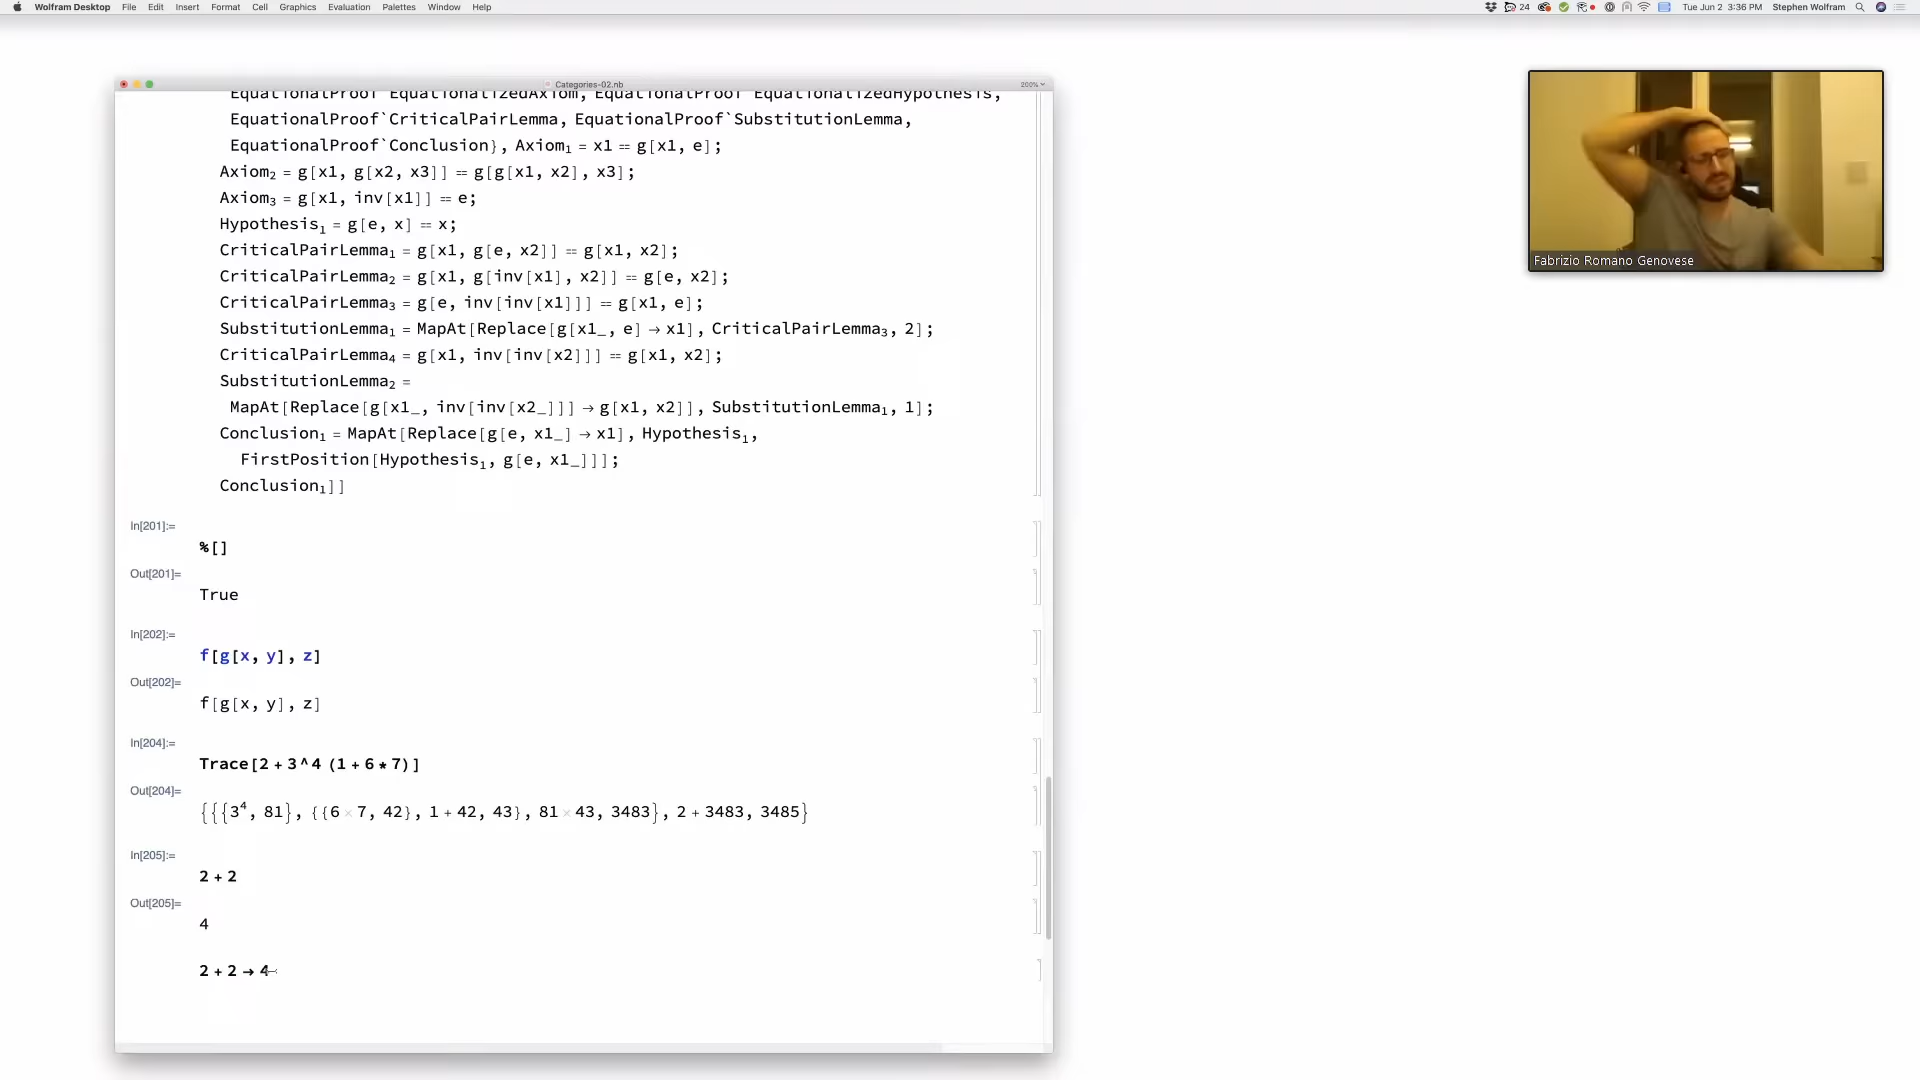 Wolfram Desktop File Edit Insert Format Cell Graphics Evaluation Palettes Window Help 24 Tue Jun 2 3:36 PM Stephen Wolfram
Categories-02.nb 200%
EquationalProof`EquationalizedAxiom, EquationalProof`EquationalizedHypothesis,
EquationalProof`CriticalPairLemma, EquationalProof`SubstitutionLemma,
EquationalProof`Conclusion}, Axiom₁ = x1 == g[x1, e];
Axiom₂ = g[x1, g[x2, x3]] == g[g[x1, x2], x3];
Axiom₃ = g[x1, inv[x1]] == e;
Hypothesis₁ = g[e, x] == x;
CriticalPairLemma₁ = g[x1, g[e, x2]] == g[x1, x2];
CriticalPairLemma₂ = g[x1, g[inv[x1], x2]] == g[e, x2];
CriticalPairLemma₃ = g[e, inv[inv[x1]]] == g[x1, e];
SubstitutionLemma₁ = MapAt[Replace[g[x1_, e] → x1], CriticalPairLemma₃, 2];
CriticalPairLemma₄ = g[x1, inv[inv[x2]]] == g[x1, x2];
SubstitutionLemma₂ =
MapAt[Replace[g[x1_, inv[inv[x2_]]] → g[x1, x2]], SubstitutionLemma₁, 1];
Conclusion₁ = MapAt[Replace[g[e, x1_] → x1], Hypothesis₁,
FirstPosition[Hypothesis₁, g[e, x1_]]];
Conclusion₁]]
In[201]:=
%[]
Out[201]=
True
In[202]:=
f[g[x, y], z]
Out[202]=
f[g[x, y], z]
In[204]:=
Trace[2 + 3^4 (1 + 6 * 7)]
Out[204]=
{{{3⁴, 81}, {{6 × 7, 42}, 1 + 42, 43}, 81 × 43, 3483}, 2 + 3483, 3485}
In[205]:=
2 + 2
Out[205]=
4
2 + 2 → 4
Fabrizio Romano Genovese